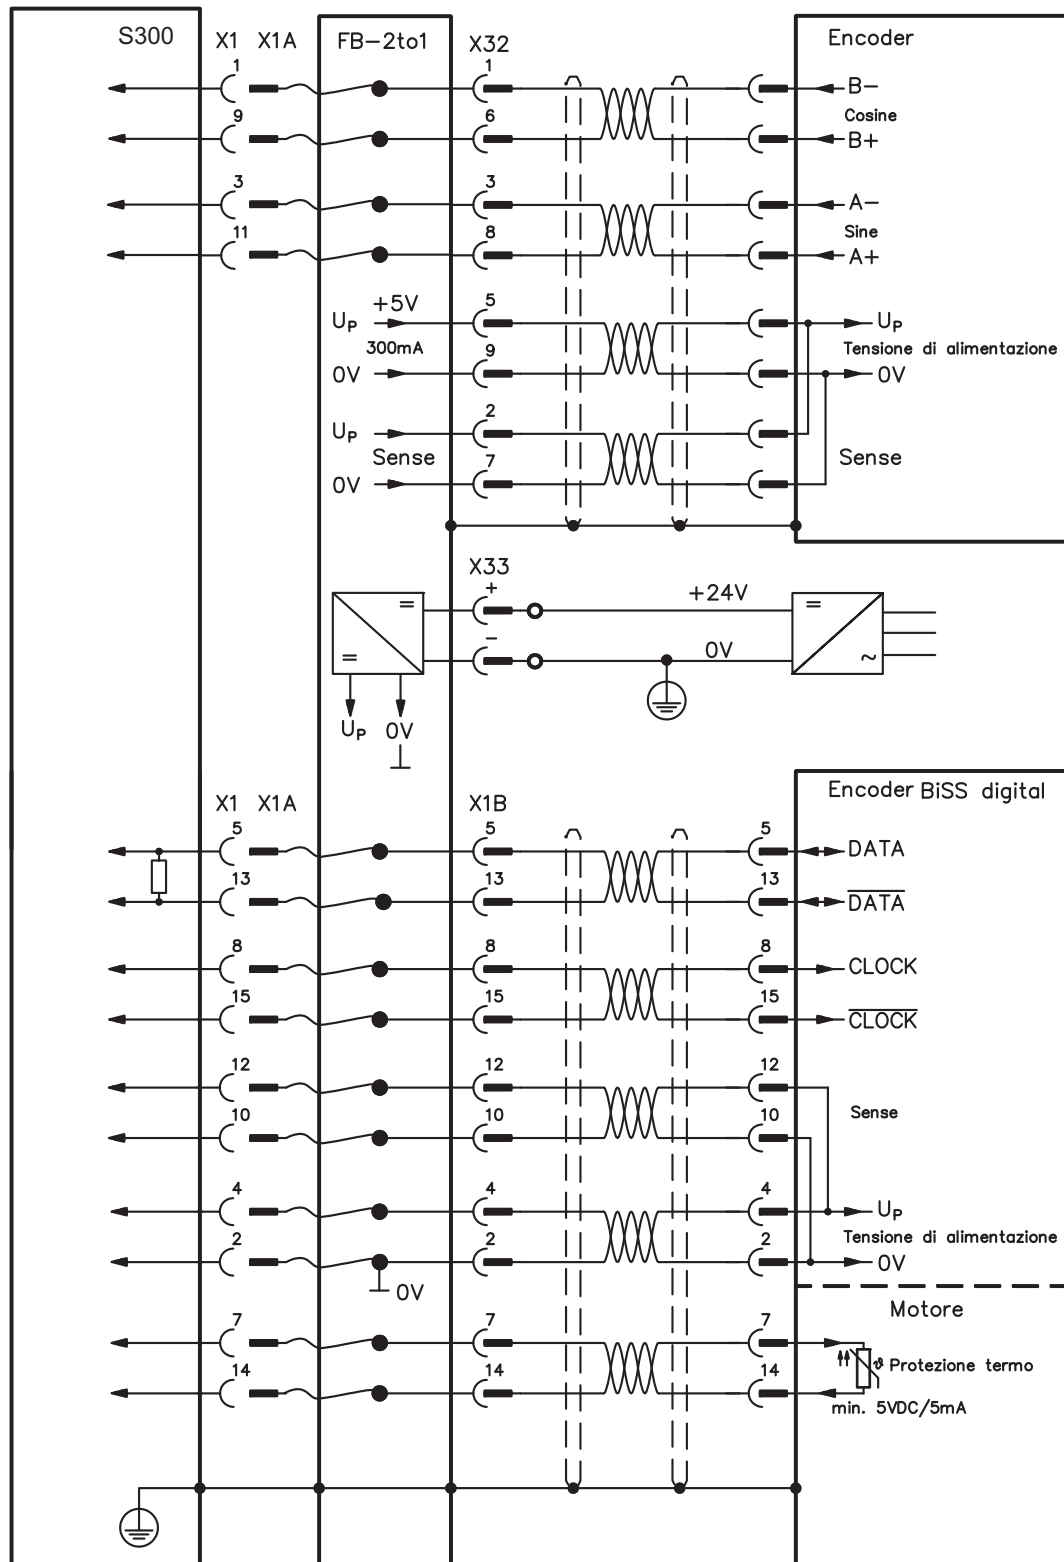 S300 X1 X1A FB-2to1 X32 Encoder
1 1 B-
Cosine
9 6 B+
3 3 A-
Sine
11 8 A+
+5V 5
UP UP
300mA Tensione di alimentazione
9
0V 0V
2
UP
Sense Sense
7
0V
X33
+ +24V
=
=
- 0V
= ~
UP 0V
Encoder BiSS digital
X1 X1A X1B
5 5 5 DATA
13 13 13 D̅A̅T̅A̅
8 8 8 CLOCK
15 15 15 C̅L̅O̅C̅K̅
12 12 12
Sense
10 10 10
4 4 4 UP
Tensione di alimentazione
2 2 2 0V
0V
Motore
7 7 7
ϑ Protezione termo
14 14 14
min. 5VDC/5mA